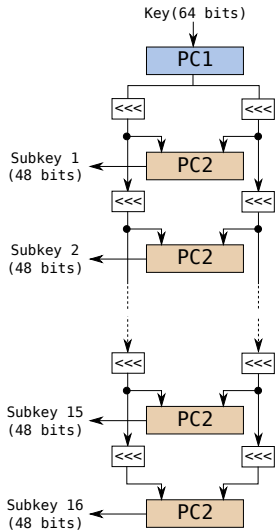 Key(64 bits)
PC1
<<< <<<
Subkey 1
(48 bits)
PC2
<<< <<<
Subkey 2
(48 bits)
PC2
<<< <<<
Subkey 15
(48 bits)
PC2
<<< <<<
Subkey 16
(48 bits)
PC2